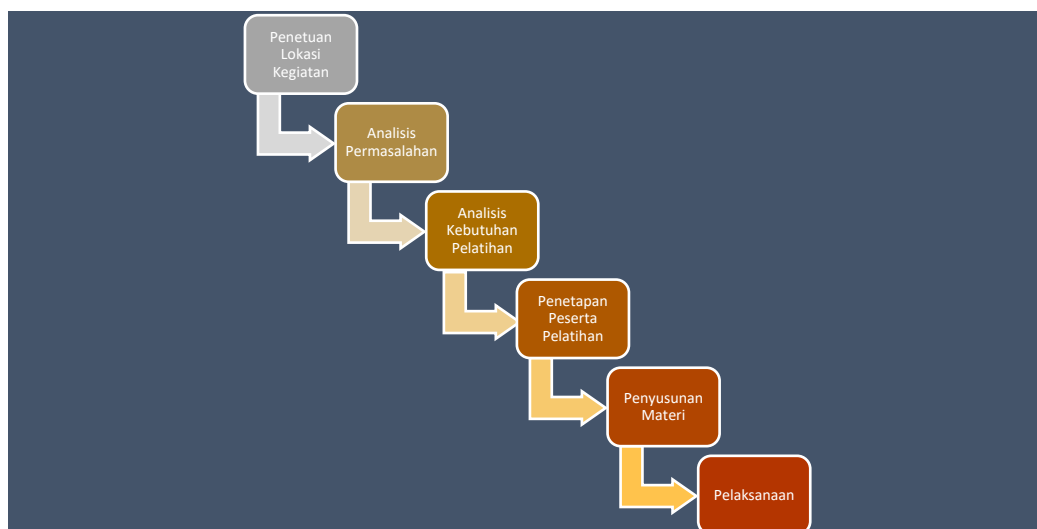 Penetuan
Lokasi
Kegiatan
Analisis
Permasalahan
Analisis
Kebutuhan
Pelatihan
Penetapan
Peserta
Pelatihan
Penyusunan
Materi
Pelaksanaan